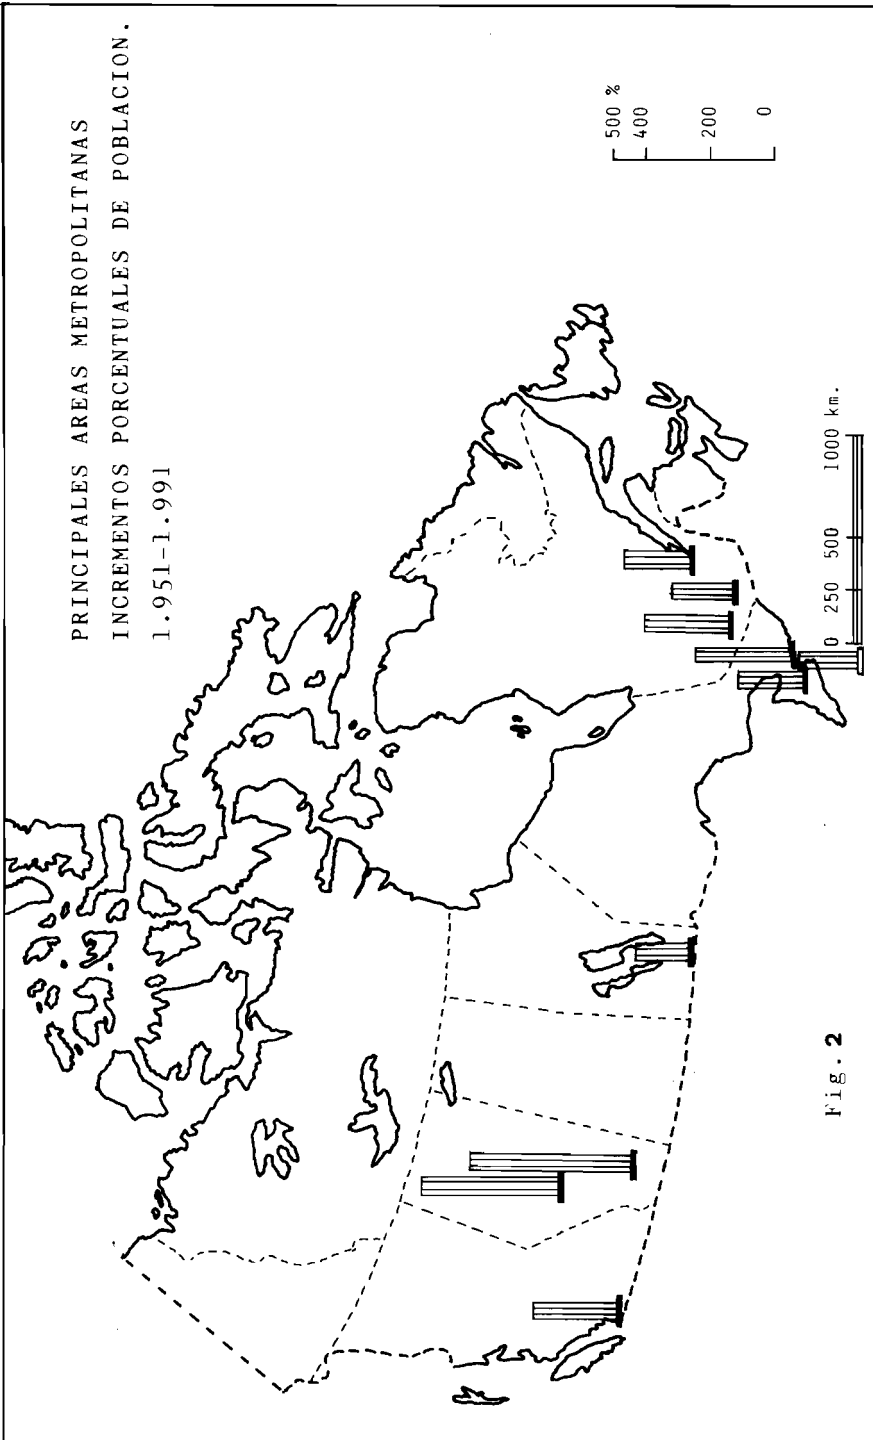 PRINCIPALES AREAS METROPOLITANAS
INCREMENTOS PORCENTUALES DE POBLACION.
1.951-1.991
500 %
400
200
0
0 250 500 1000 km.
Fig. 2